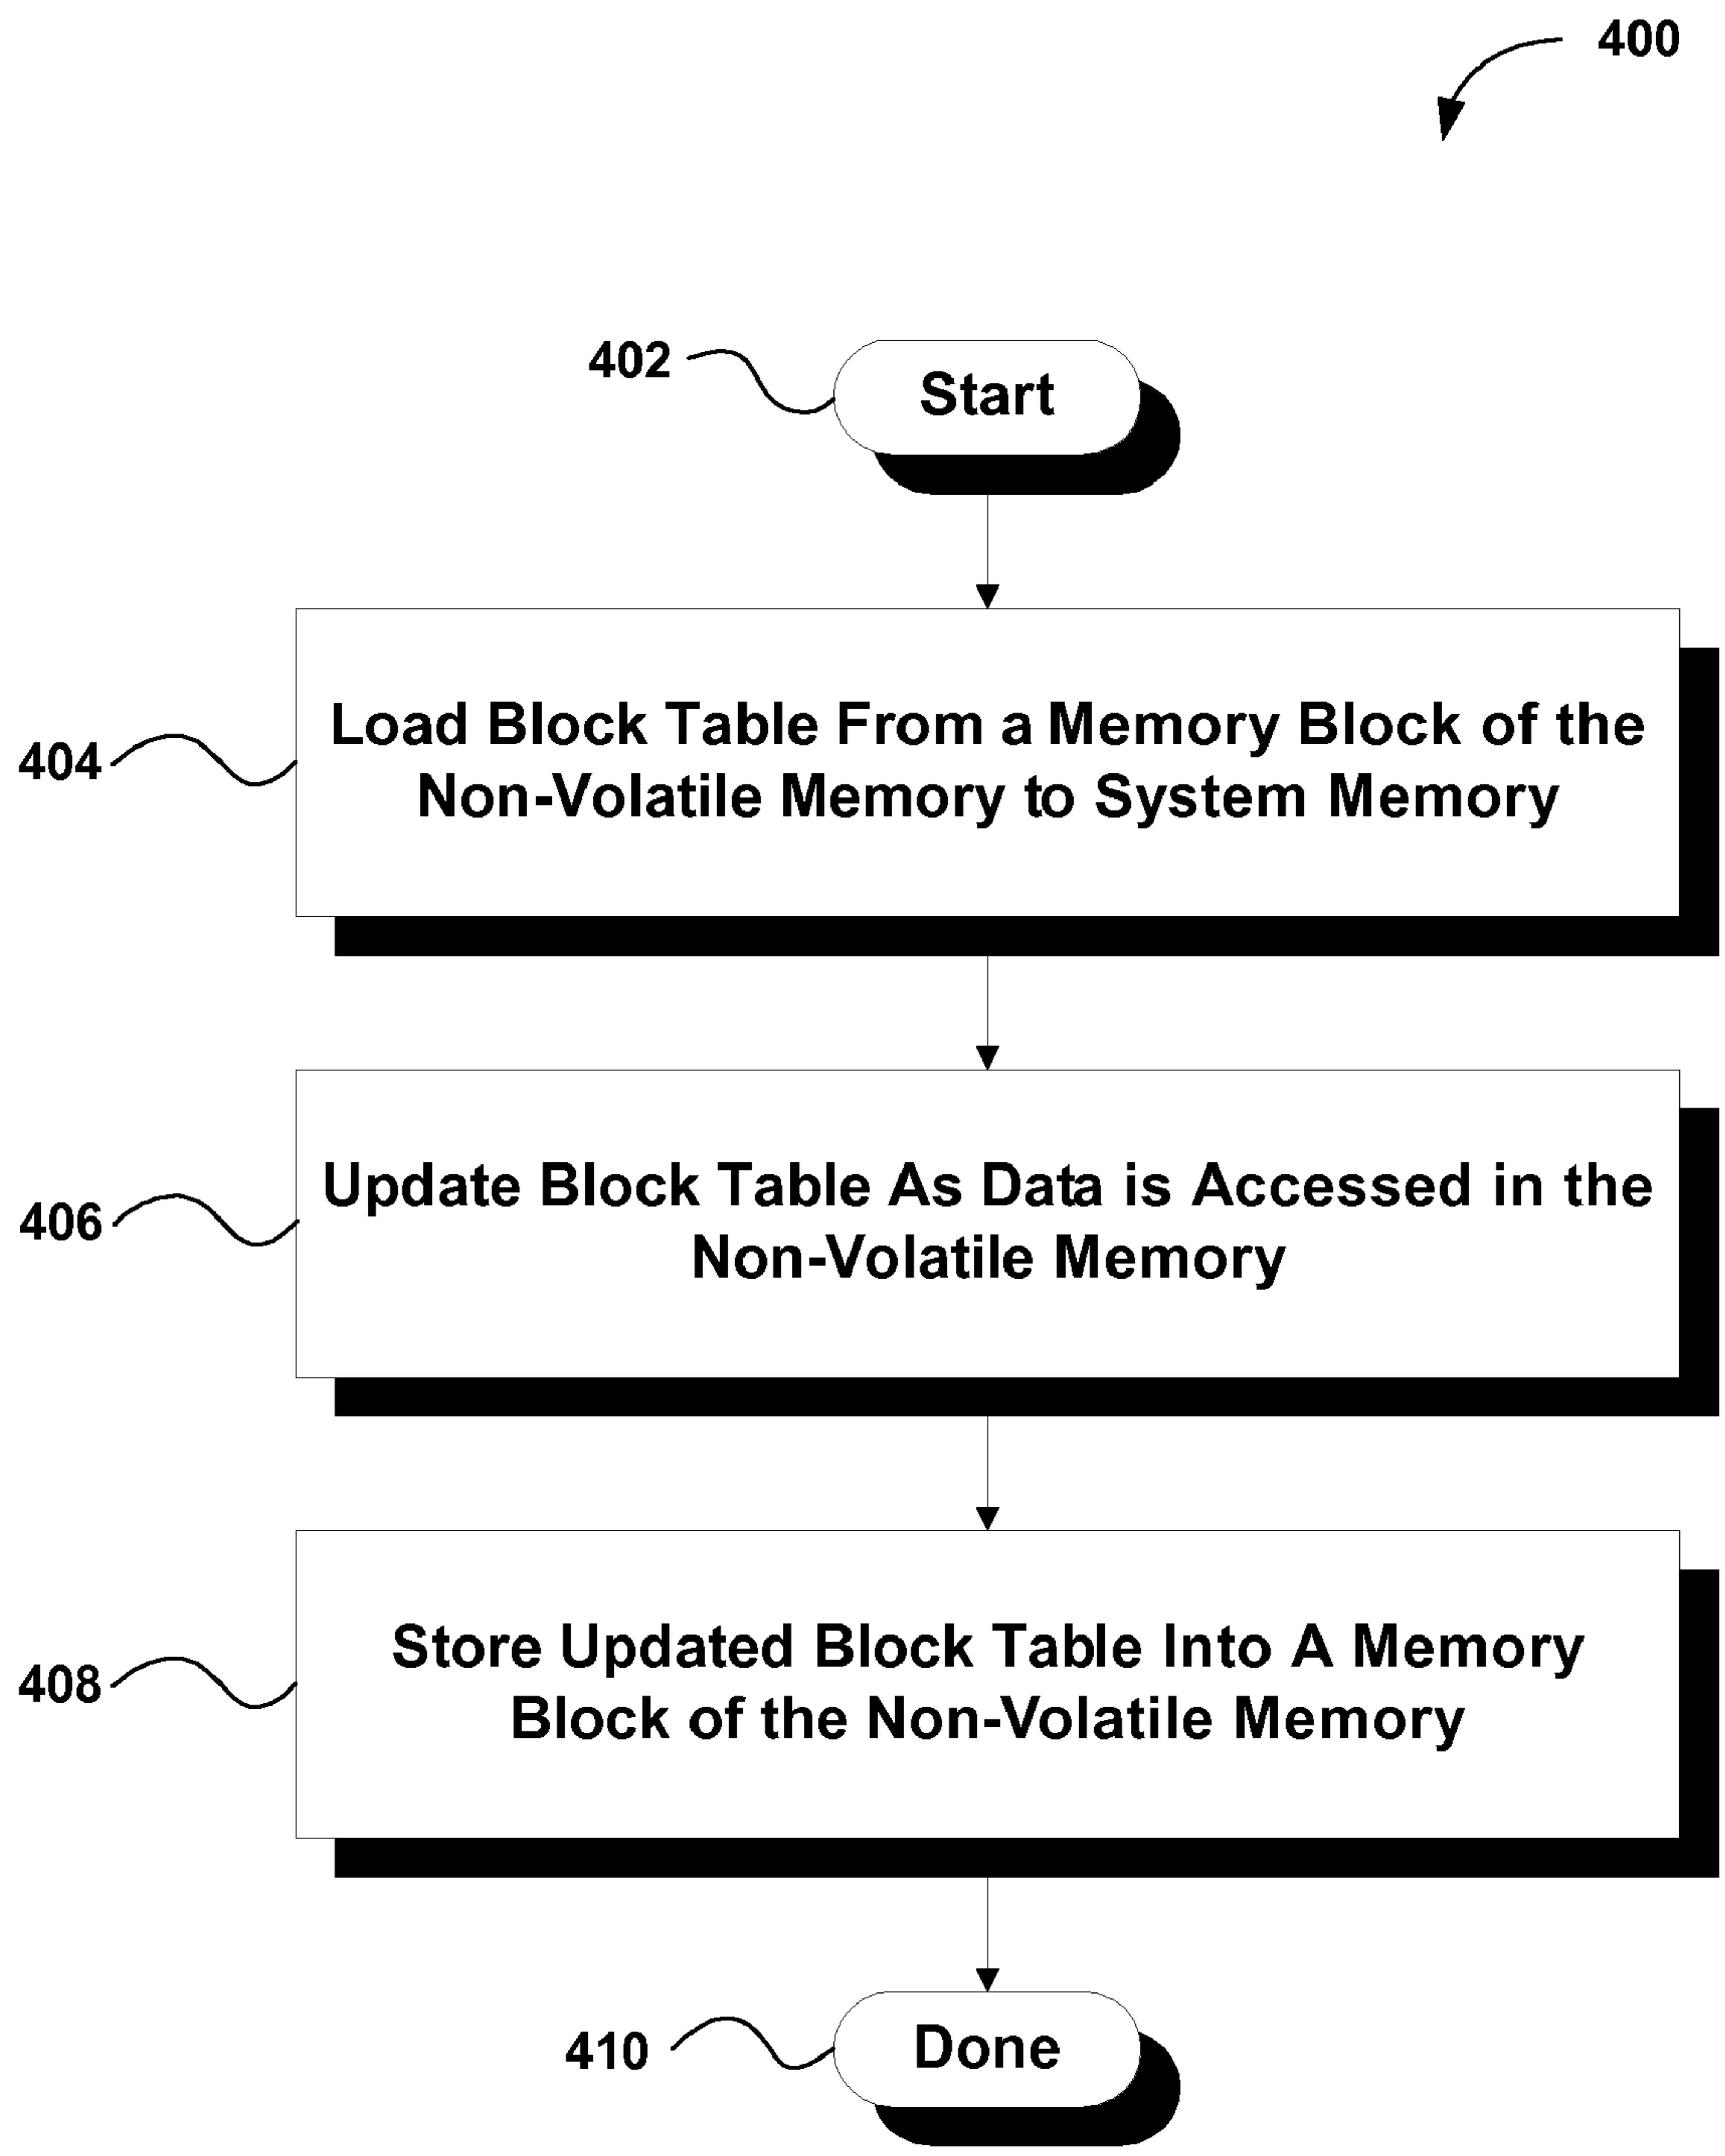 400
402
Start
404
Load Block Table From a Memory Block of the
Non-Volatile Memory to System Memory
406
Update Block Table As Data is Accessed in the
Non-Volatile Memory
408
Store Updated Block Table Into A Memory
Block of the Non-Volatile Memory
410
Done